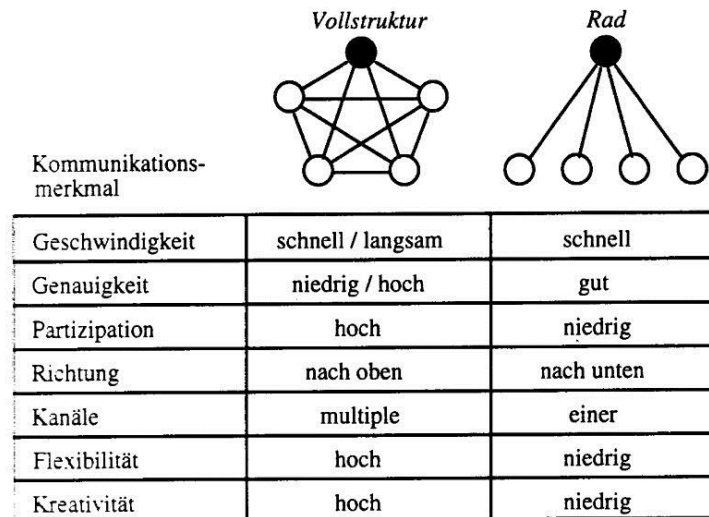 Vollstruktur Rad
Kommunikations-
merkmal
Geschwindigkeit schnell / langsam schnell
Genauigkeit niedrig / hoch gut
Partizipation hoch niedrig
Richtung nach oben nach unten
Kanäle multiple einer
Flexibilität hoch niedrig
Kreativität hoch niedrig